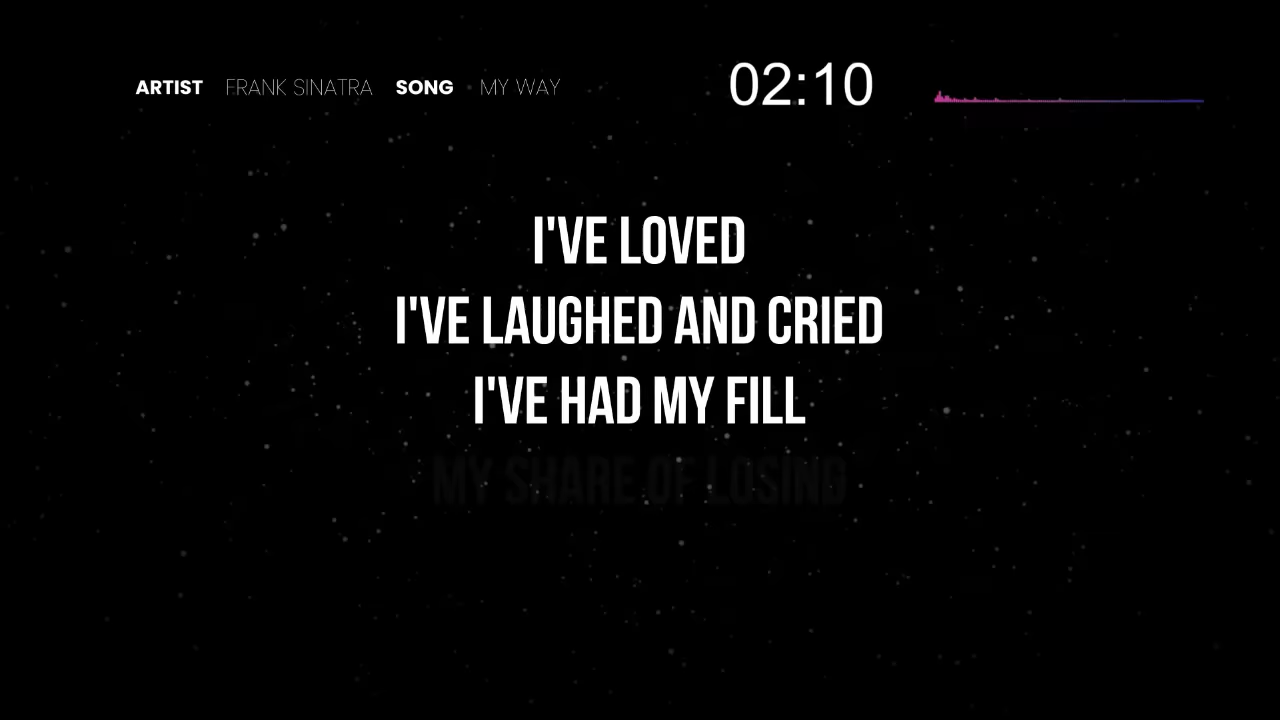 ARTIST FRANK SINATRA SONG MY WAY 02:10
I'VE LOVED
I'VE LAUGHED AND CRIED
I'VE HAD MY FILL
MY SHARE OF LOSING